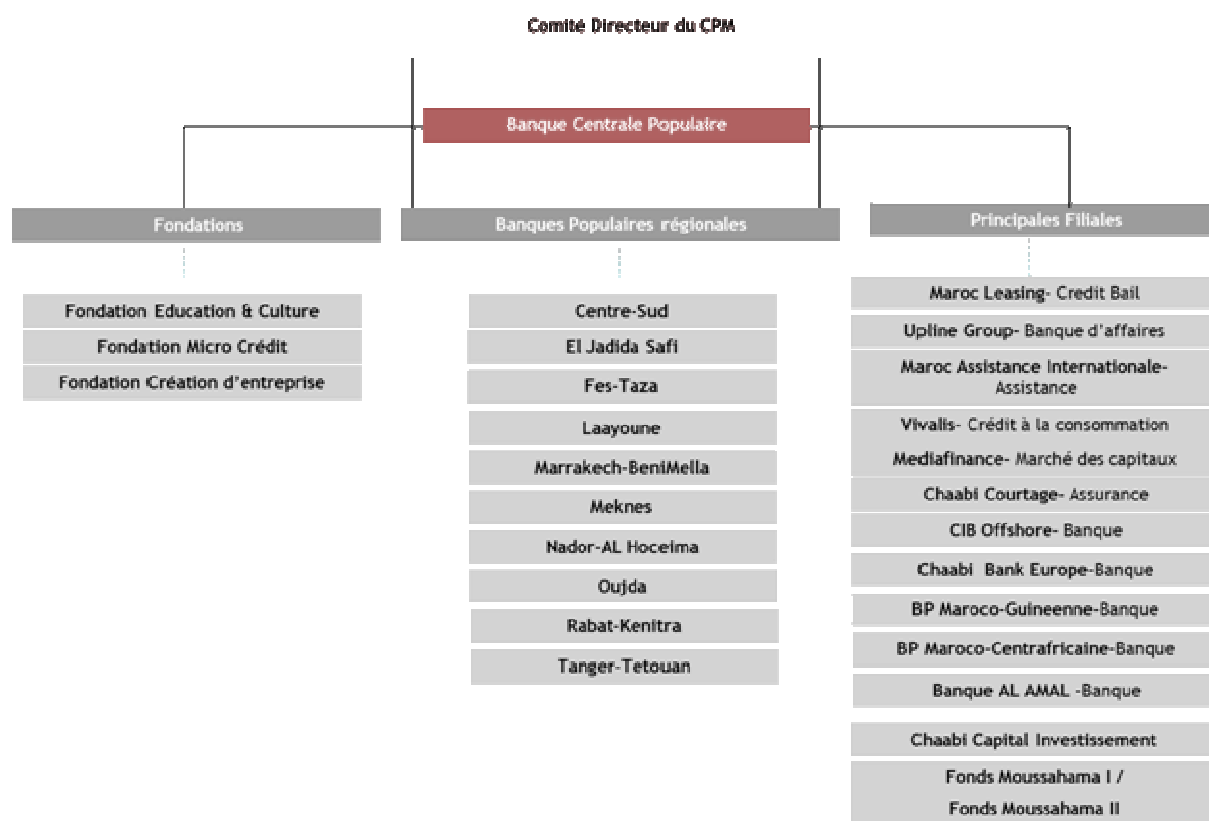 Comité Directeur du CPM
Banque Centrale Populaire
Fondations
Fondation Education & Culture
Fondation Micro Crédit
Fondation Création d'entreprise
Banques Populaires régionales
Centre-Sud
El Jadida Safi
Fes-Taza
Laayoune
Marrakech-BeniMella
Meknes
Nador-AL Hoceima
Oujda
Rabat-Kenitra
Tanger-Tetouan
Principales Filiales
Maroc Leasing- Credit Bail
Upline Group- Banque d'affaires
Maroc Assistance Internationale-
Assistance
Vivalis- Crédit à la consommation
Mediafinance- Marché des capitaux
Chaabi Courtage- Assurance
CIB Offshore- Banque
Chaabi Bank Europe-Banque
BP Maroco-Guineenne-Banque
BP Maroco-Centrafricaine-Banque
Banque AL AMAL -Banque
Chaabi Capital Investissement
Fonds Moussahama I /
Fonds Moussahama II